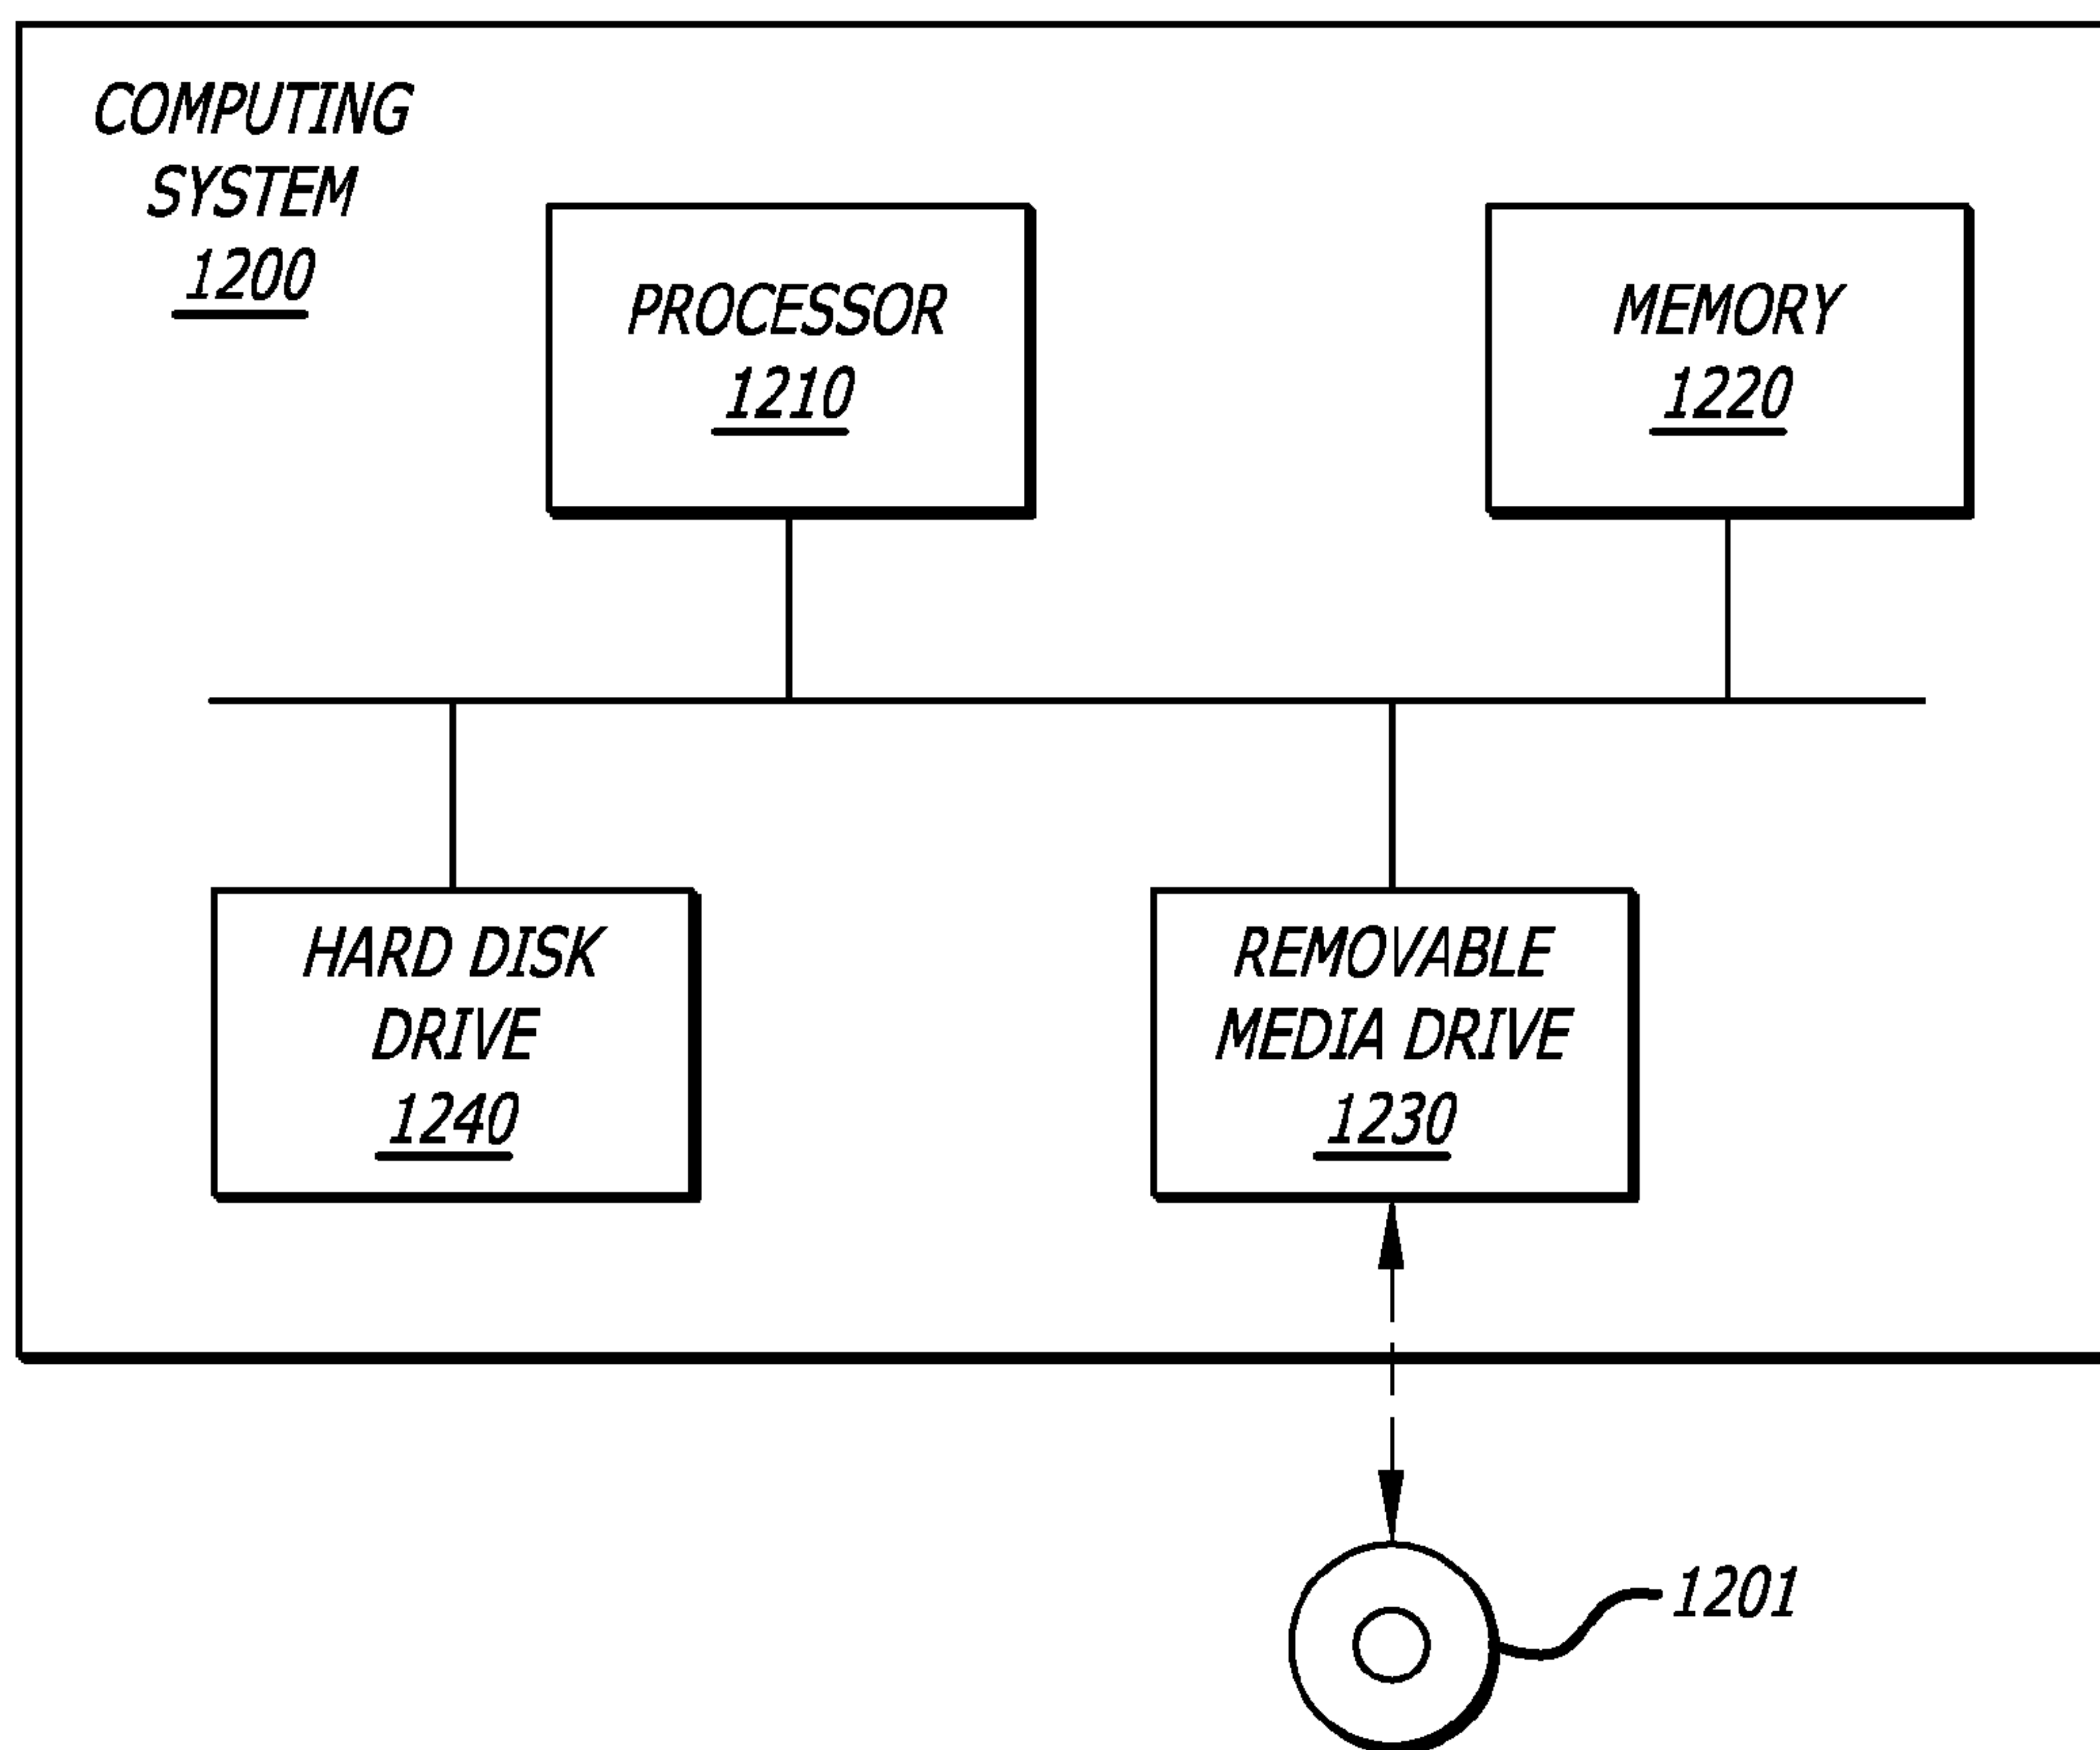 COMPUTING
SYSTEM
1200
PROCESSOR
1210
MEMORY
1220
HARD DISK
DRIVE
1240
REMOVABLE
MEDIA DRIVE
1230
1201